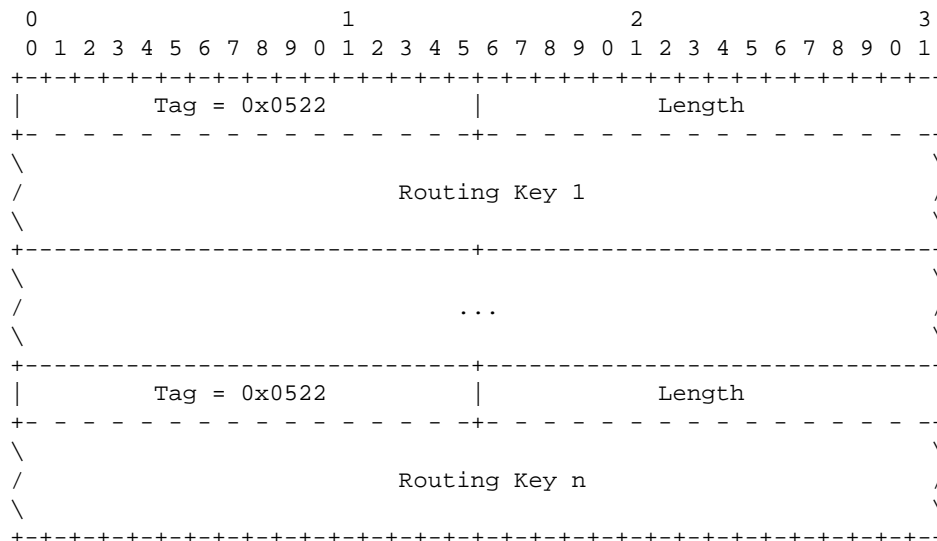 0                   1                   2                   3
 0 1 2 3 4 5 6 7 8 9 0 1 2 3 4 5 6 7 8 9 0 1 2 3 4 5 6 7 8 9 0 1
+-+-+-+-+-+-+-+-+-+-+-+-+-+-+-+-+-+-+-+-+-+-+-+-+-+-+-+-+-+-+-+--
|         Tag = 0x0522          |            Length
+- - - - - - - - - - - - - - - -+- - - - - - - - - - - - - - - --
\                                                               \
/                          Routing Key 1                        /
\                                                               \
+-------------------------------+--------------------------------
\                                                               \
/                              ...                              /
\                                                               \
+-------------------------------+--------------------------------
|         Tag = 0x0522          |            Length
+- - - - - - - - - - - - - - - -+- - - - - - - - - - - - - - - --
\                                                               \
/                          Routing Key n                        /
\                                                               \
+-+-+-+-+-+-+-+-+-+-+-+-+-+-+-+-+-+-+-+-+-+-+-+-+-+-+-+-+-+-+-+--